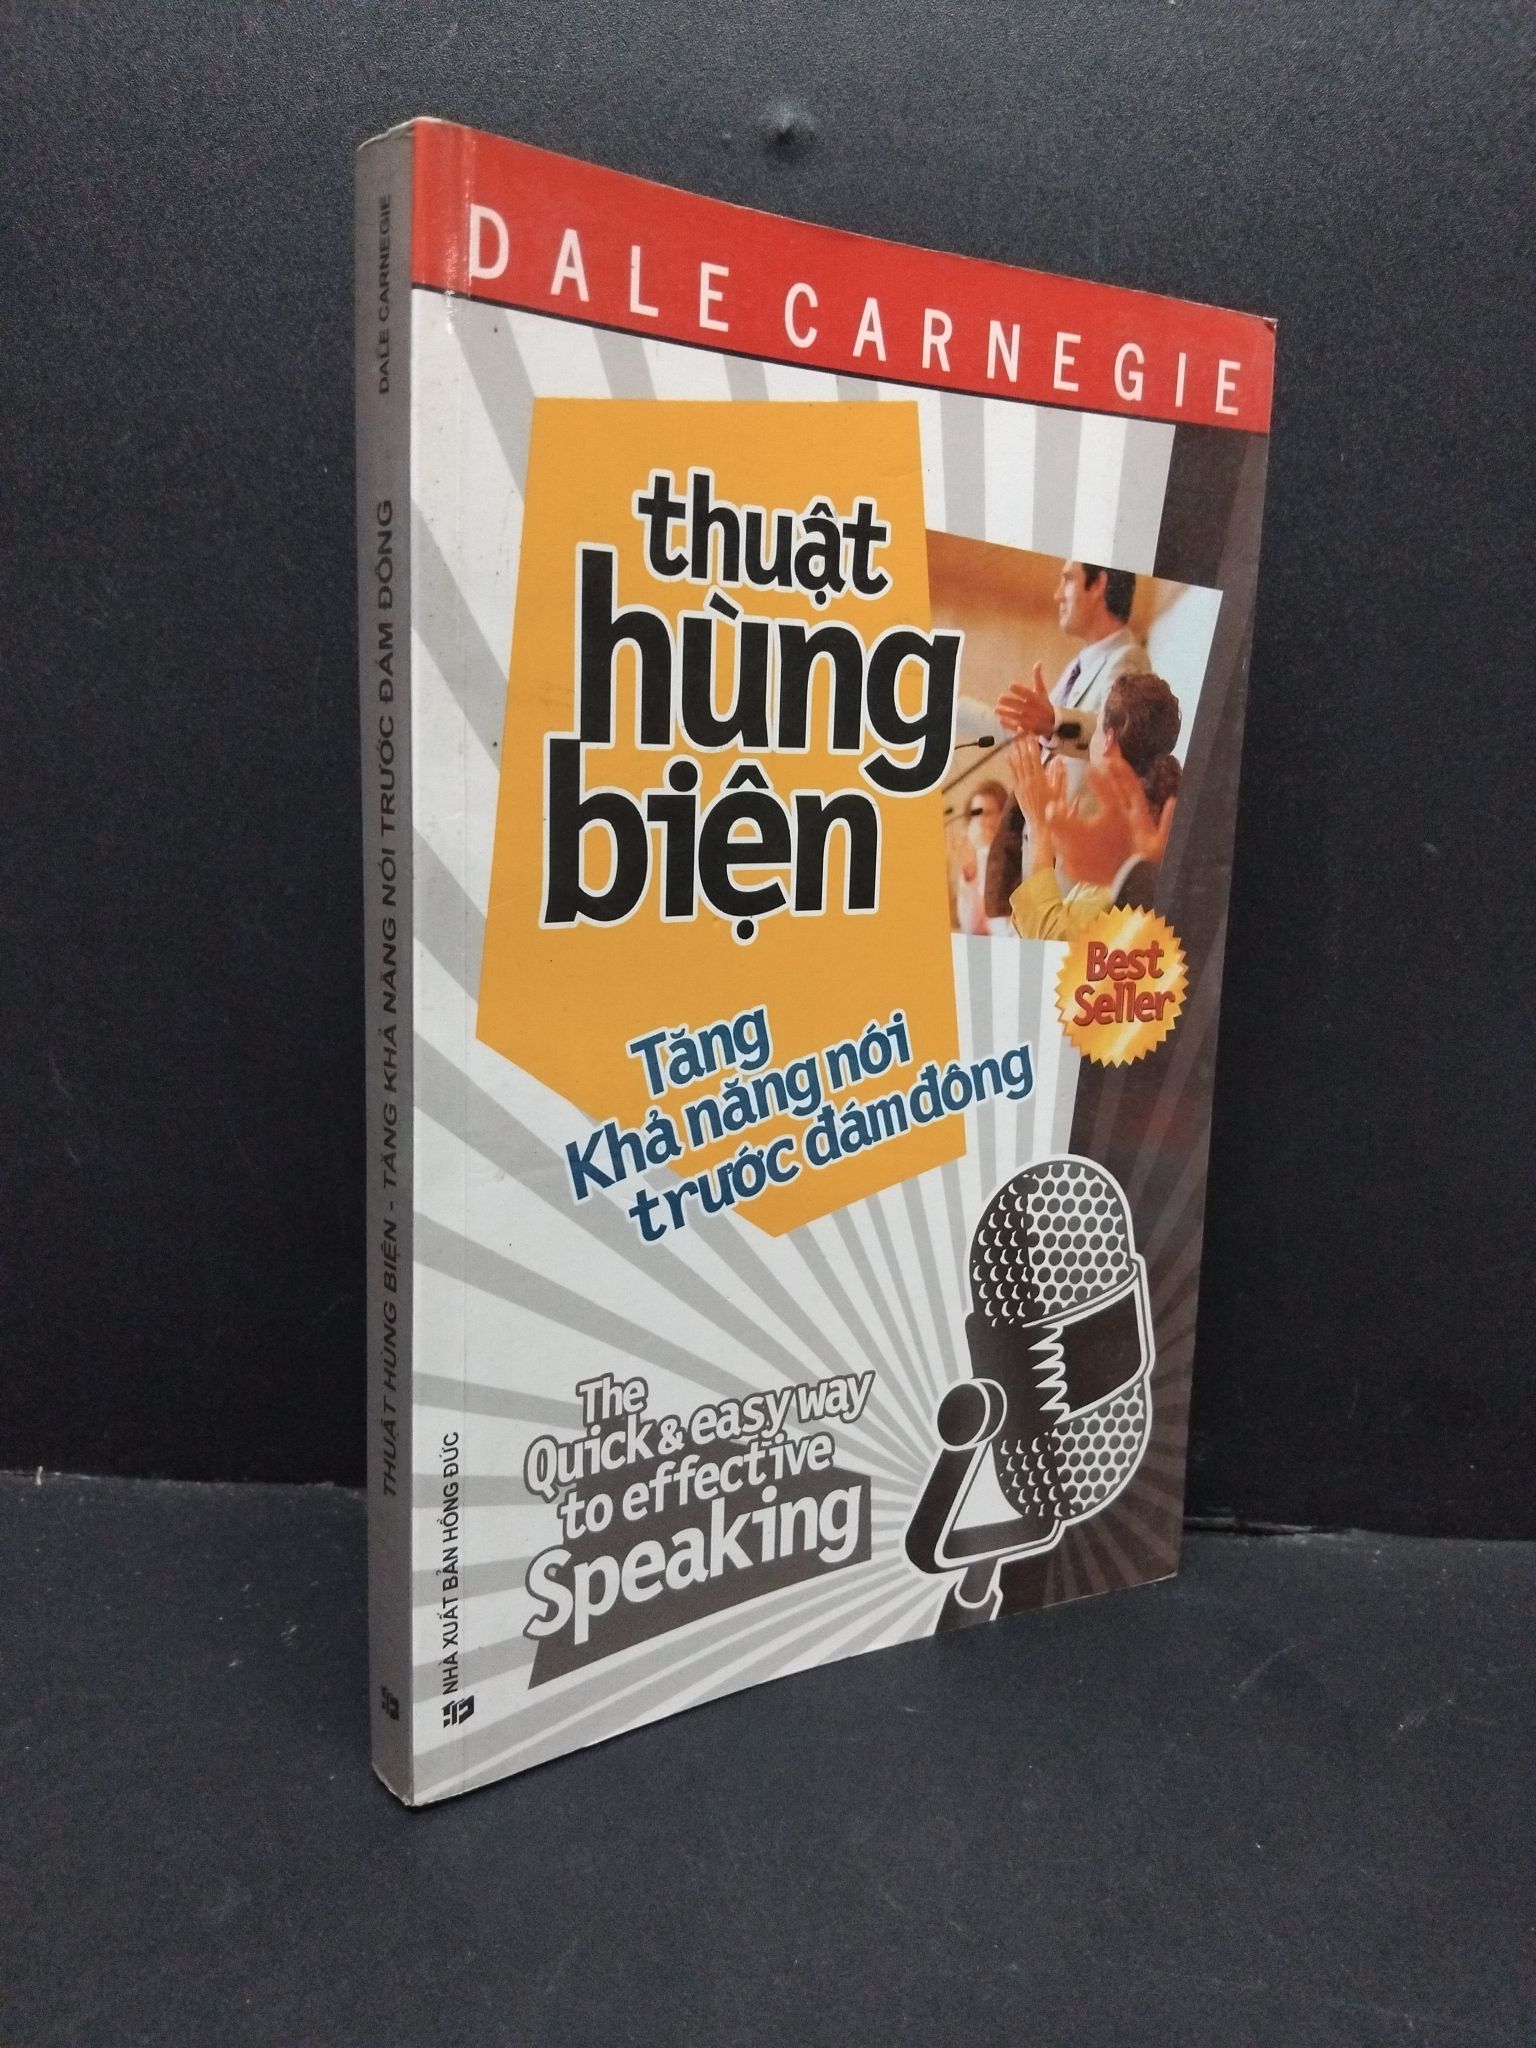 DALE CARNEGIE
thuật
hùng
biện
Best
Seller
Tăng
Khả năng nói
trước đám đông
The
Quick & easy way
to effective
Speaking
NHÀ XUẤT BẢN HỒNG ĐỨC
THUẬT HÙNG BIỆN - TĂNG KHẢ NĂNG NÓI TRƯỚC ĐÁM ĐÔNG DALE CARNEGIE